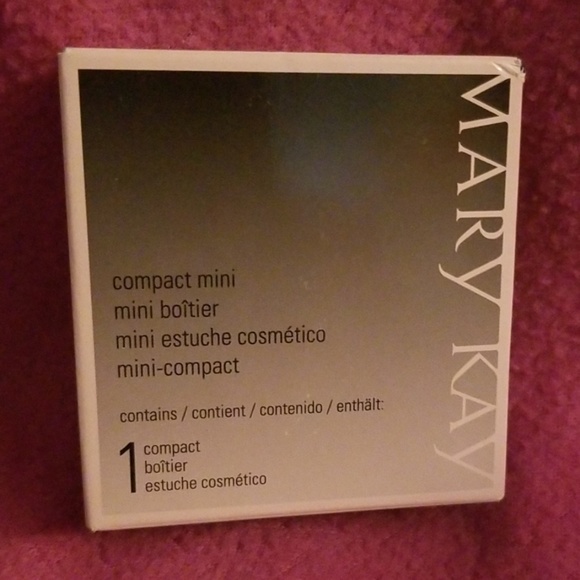 MARY KAY
compact mini
mini boîtier
mini estuche cosmético
mini-compact
contains / contient / contenido / enthält:
1 compact
boîtier
estuche cosmético